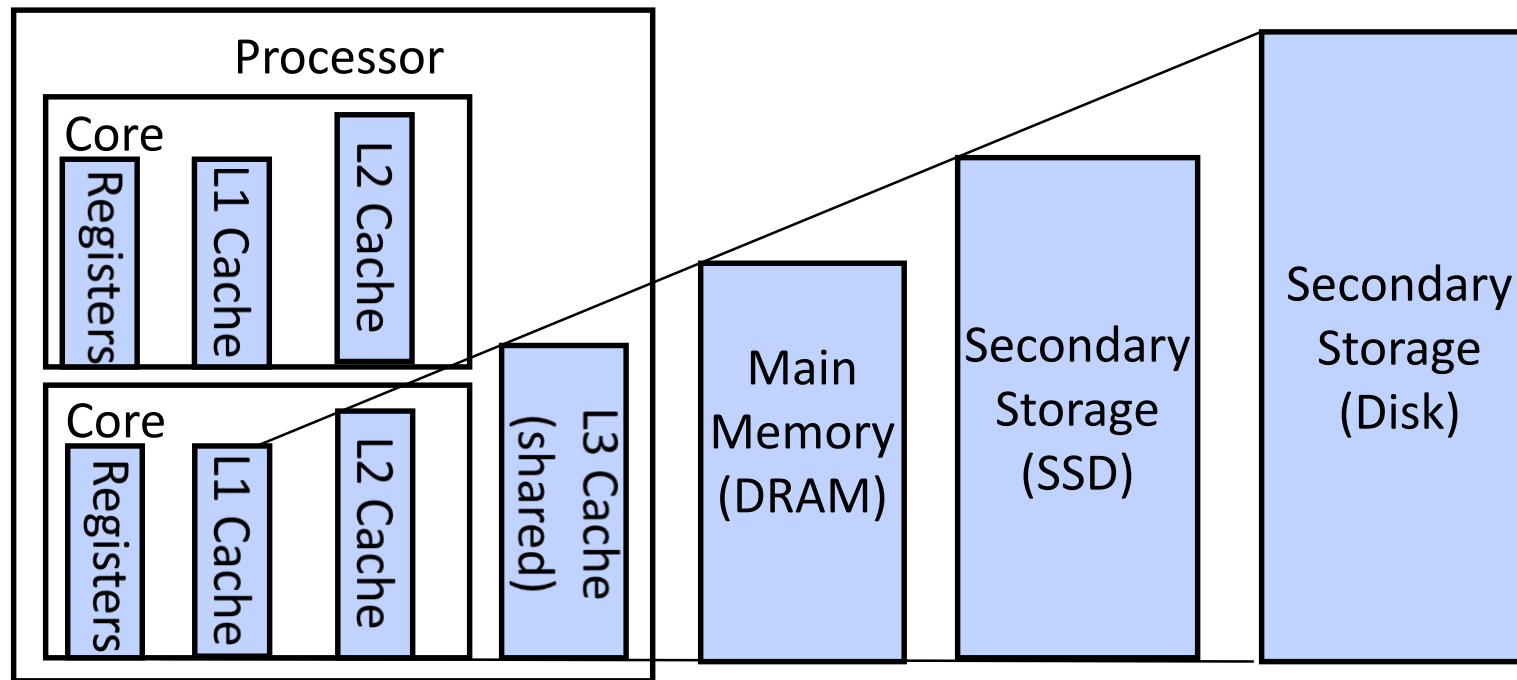 Processor
Core
Registers
L1 Cache
L2 Cache
Core
Registers
L1 Cache
L2 Cache
L3 Cache
(shared)
Main
Memory
(DRAM)
Secondary
Storage
(SSD)
Secondary
Storage
(Disk)